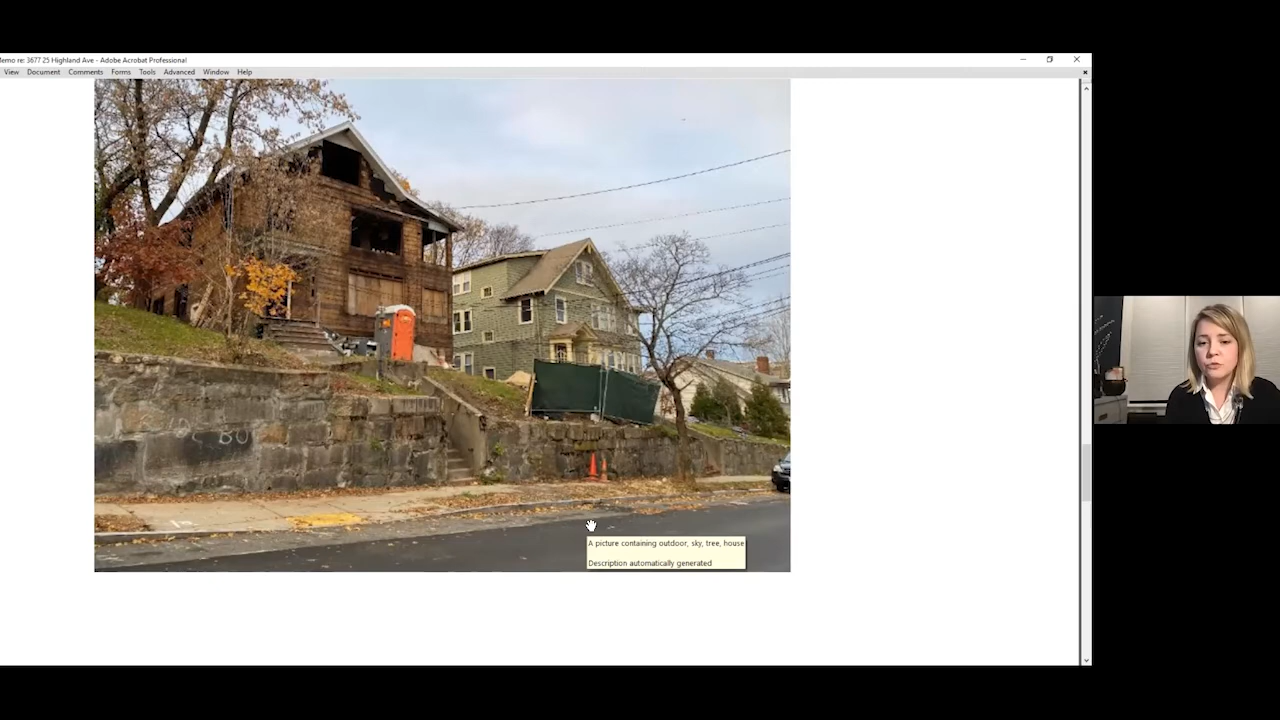 Memo re: 3677 25 Highland Ave - Adobe Acrobat Professional
View Document Comments Forms Tools Advanced Window Help
A picture containing outdoor, sky, tree, house
Description automatically generated